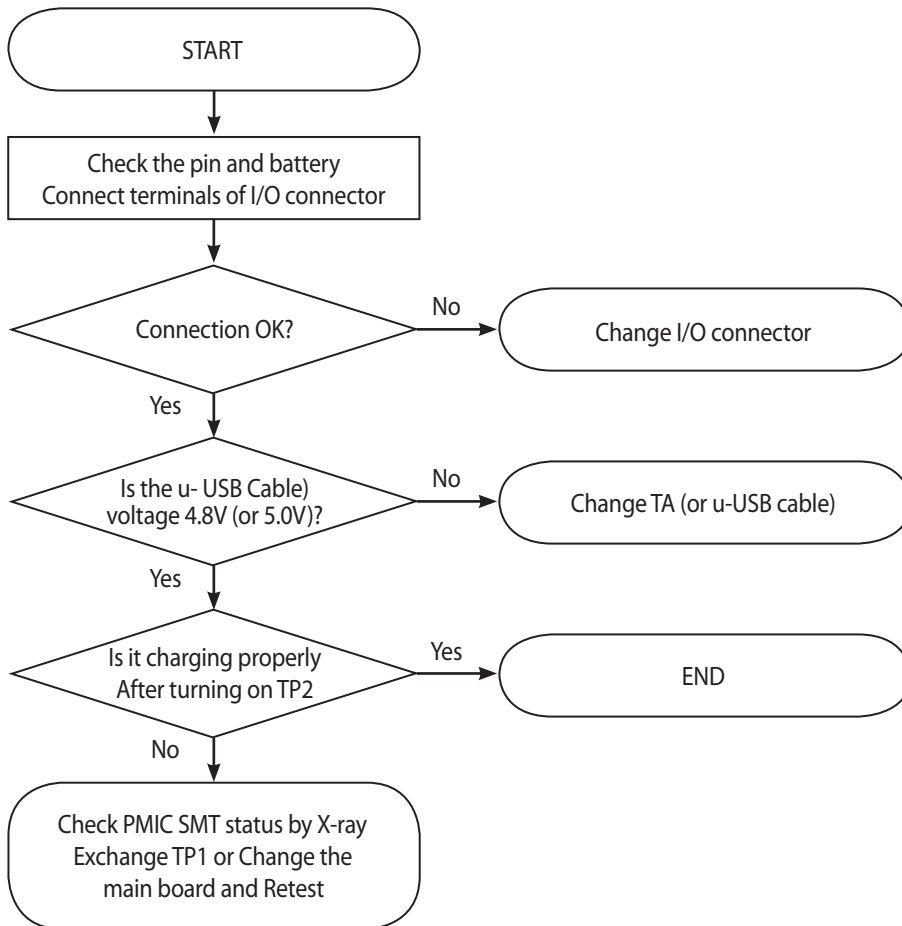 START
Check the pin and battery
Connect terminals of I/O connector
Connection OK?
No
Change I/O connector
Yes
Is the u- USB Cable)
voltage 4.8V (or 5.0V)?
No
Change TA (or u-USB cable)
Yes
Is it charging properly
After turning on TP2
Yes
END
No
Check PMIC SMT status by X-ray
Exchange TP1 or Change the
main board and Retest